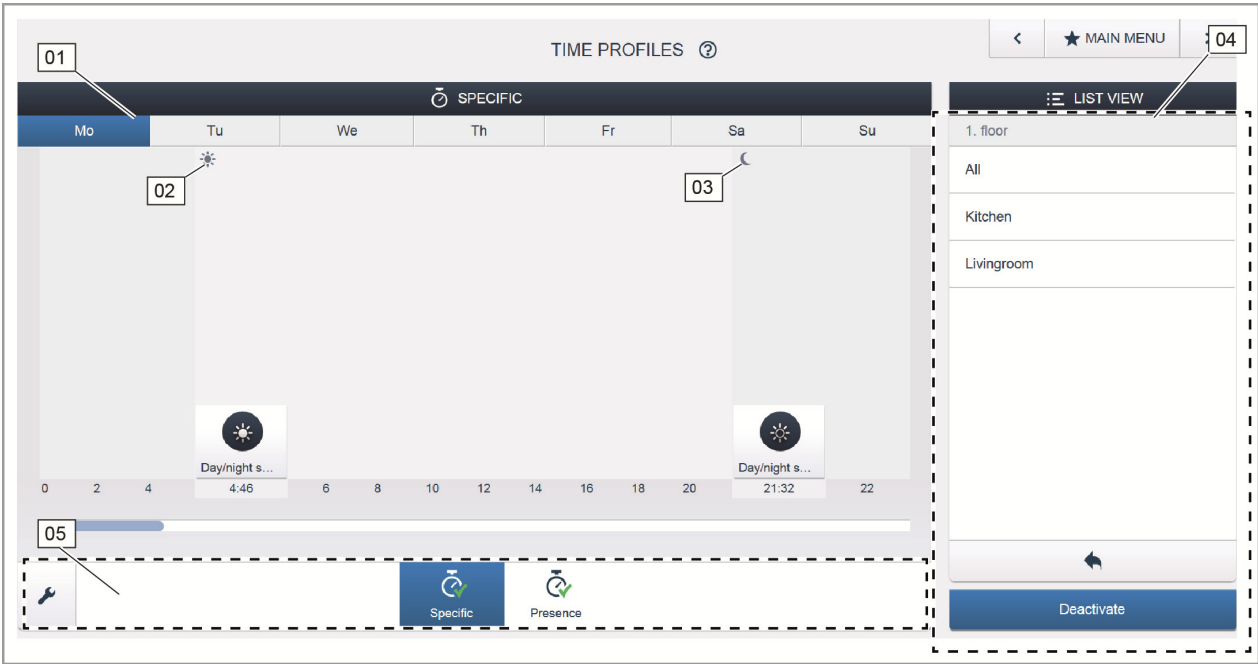 01
TIME PROFILES ?
MAIN MENU
04
SPECIFIC
LIST VIEW
Mo Tu We Th Fr Sa Su
1. floor
02
03
All
Kitchen
Livingroom
Day/night s...
Day/night s...
0 2 4 4:46 6 8 10 12 14 16 18 20 21:32 22
05
Specific
Presence
Deactivate